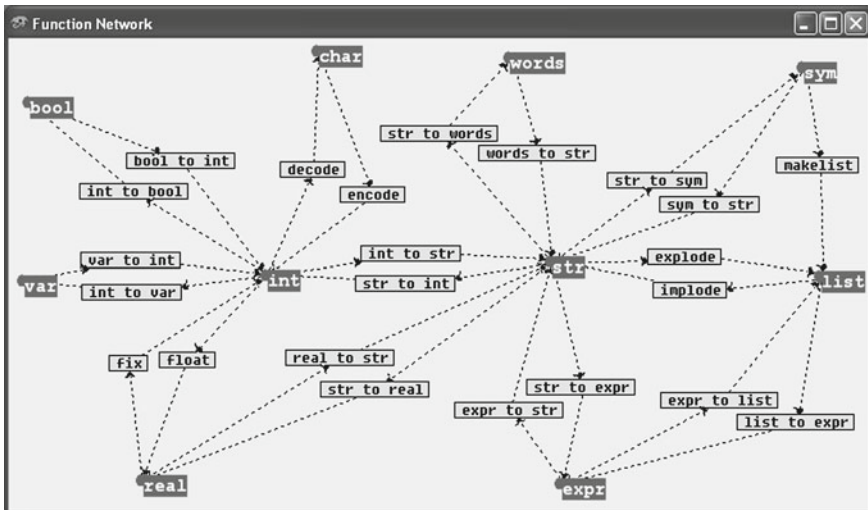 Function Network
char
words
sym
bool
str to words
bool to int
words to str
decode
makelist
int to bool
encode
str to sym
sym to str
var to int
int to str
explode
int
str
list
var
int to var
str to int
implode
fix
float
real to str
str to real
str to expr
expr to str
expr to list
list to expr
real
expr